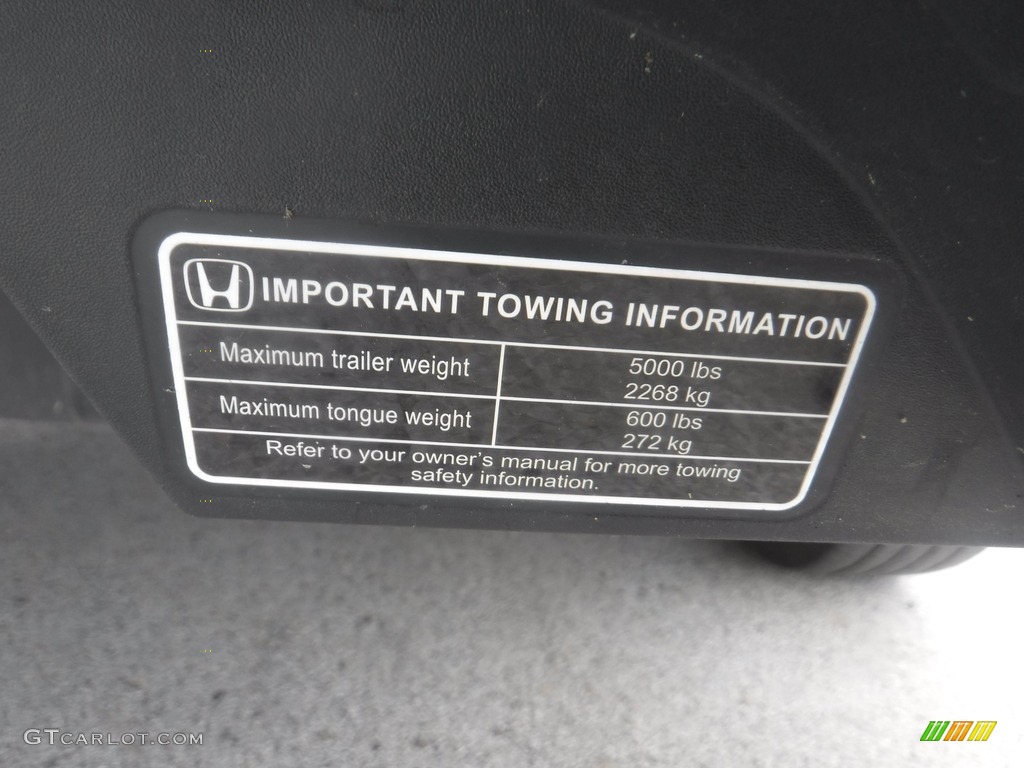 IMPORTANT TOWING INFORMATION
Maximum trailer weight 5000 lbs
2268 kg
Maximum tongue weight 600 lbs
272 kg
Refer to your owner's manual for more towing
safety information.
GTcarlot.com